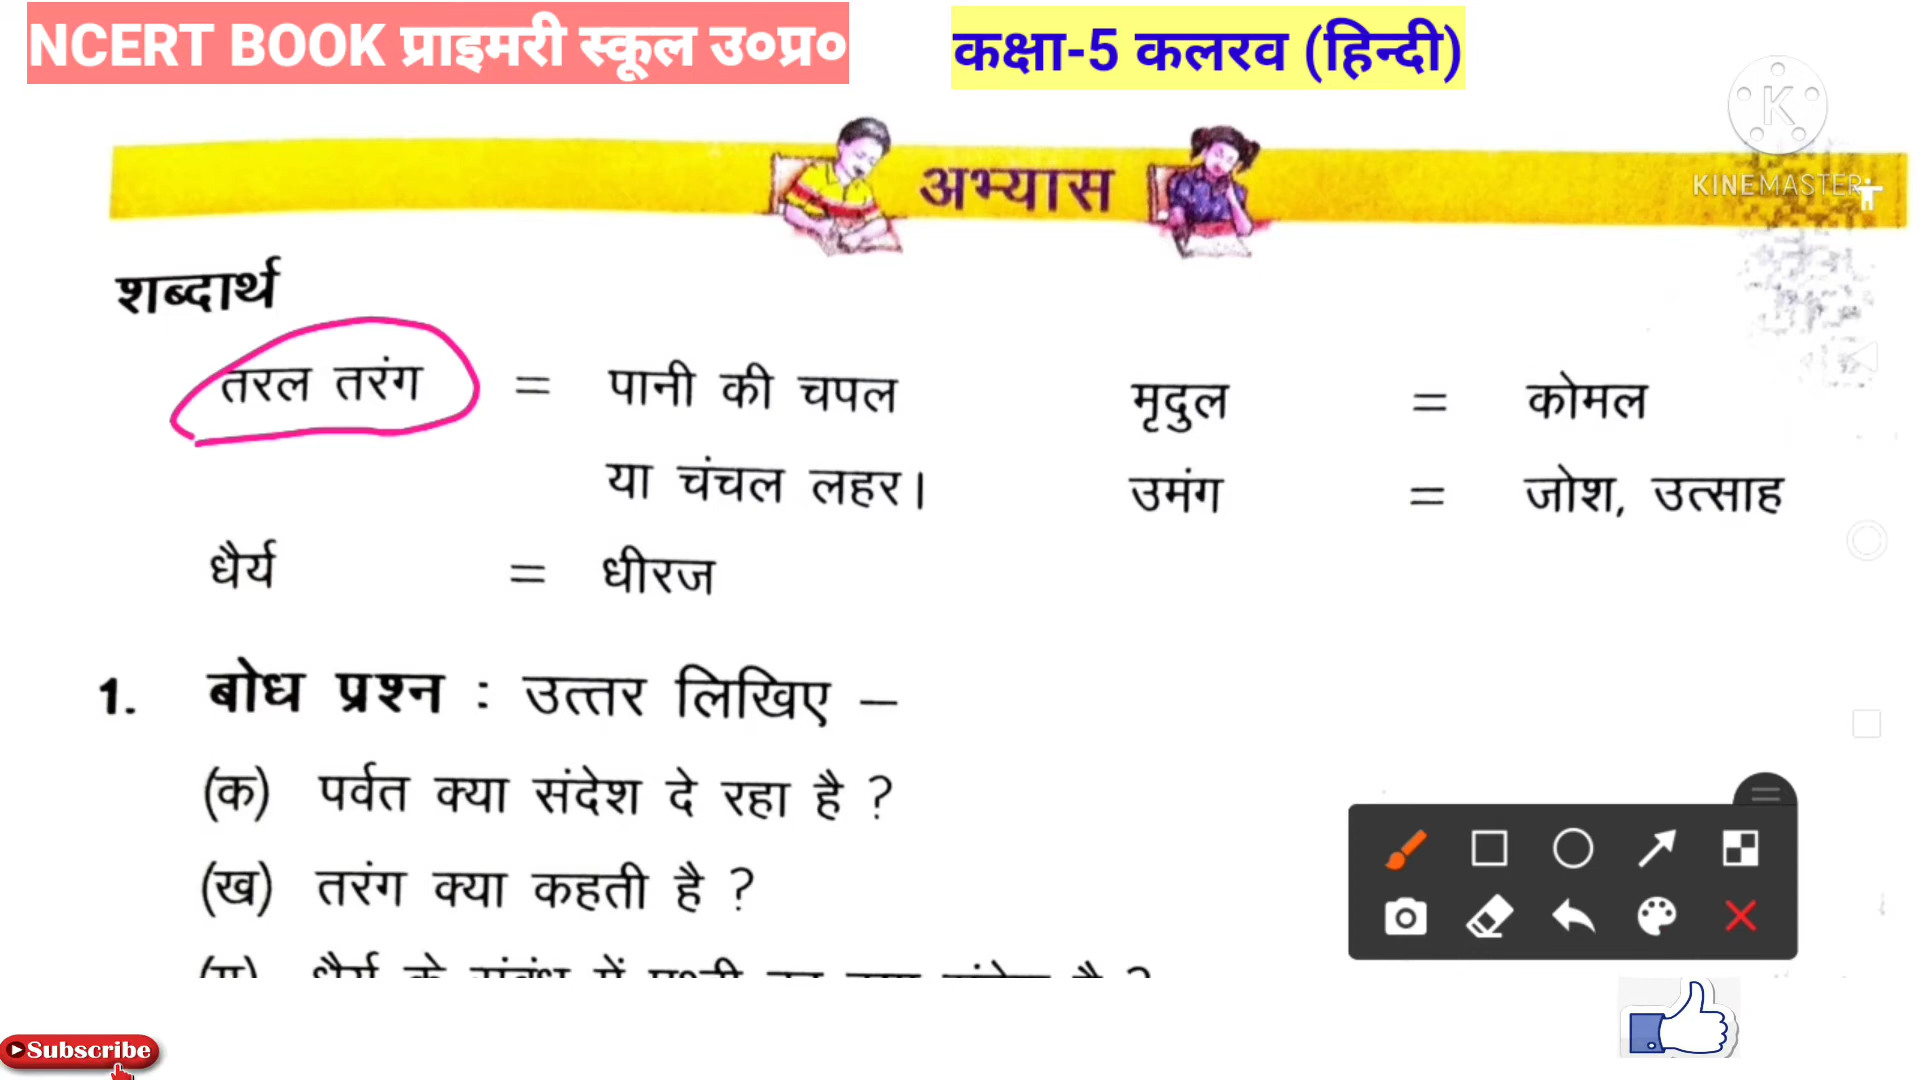 NCERT BOOK प्राइमरी स्कूल उ०प्र०
कक्षा-5 कलरव (हिन्दी)
K
KINEMASTER
अभ्यास
शब्दार्थ
तरल तरंग = पानी की चपल मृदुल = कोमल
या चंचल लहर। उमंग = जोश, उत्साह
धैर्य = धीरज
1. बोध प्रश्न : उत्तर लिखिए –
(क) पर्वत क्या संदेश दे रहा है ?
(ख) तरंग क्या कहती है ?
Subscribe